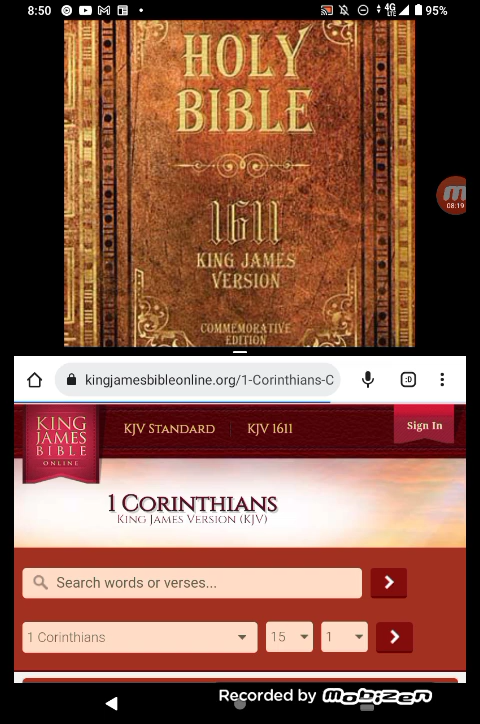 8:50
4G
LTE
95%
HOLY
BIBLE
1611
KING JAMES
VERSION
COMMEMORATIVE
EDITION
08:19
kingjamesbibleonline.org/1-Corinthians-C
:D
KING
JAMES
BIBLE
ONLINE
KJV STANDARD
KJV 1611
Sign In
1 CORINTHIANS
KING JAMES VERSION (KJV)
Search words or verses...
1 Corinthians
15
1
Recorded by Mobizen